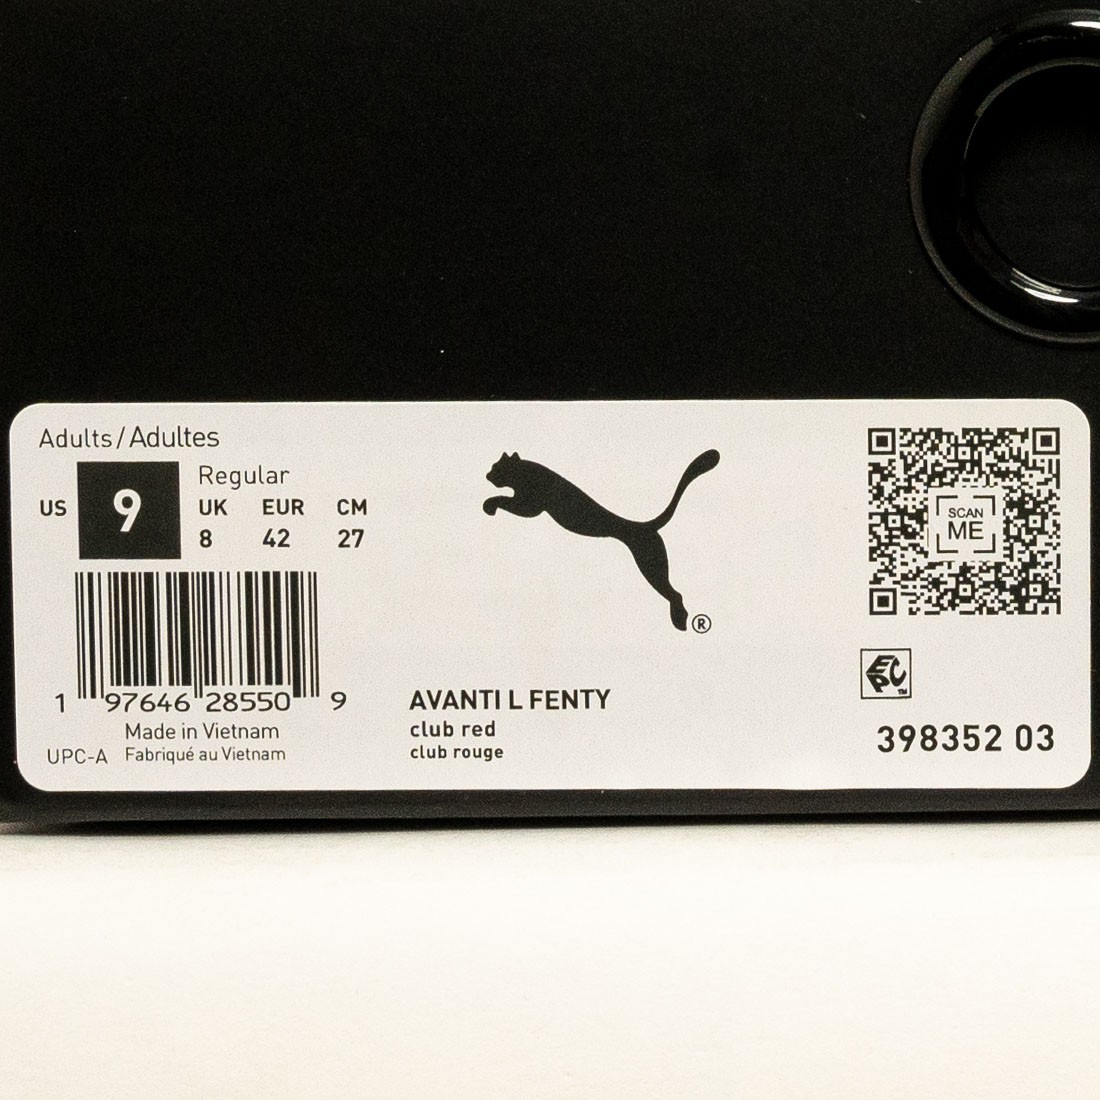 Adults/Adultes
Regular
US 9 UK EUR CM
8 42 27
SCAN
ME
1 97646 28550 9
Made in Vietnam
UPC-A Fabriqué au Vietnam
®
AVANTI L FENTY
club red
club rouge
EPC™
398352 03